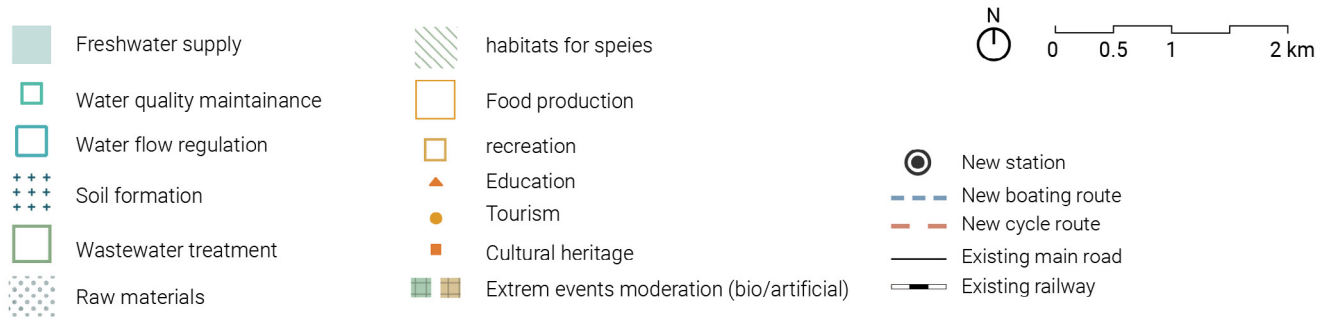 Freshwater supply
Water quality maintainance
Water flow regulation
Soil formation
Wastewater treatment
Raw materials
habitats for speies
Food production
recreation
Education
Tourism
Cultural heritage
Extrem events moderation (bio/artificial)
N
0 0.5 1 2 km
New station
New boating route
New cycle route
Existing main road
Existing railway